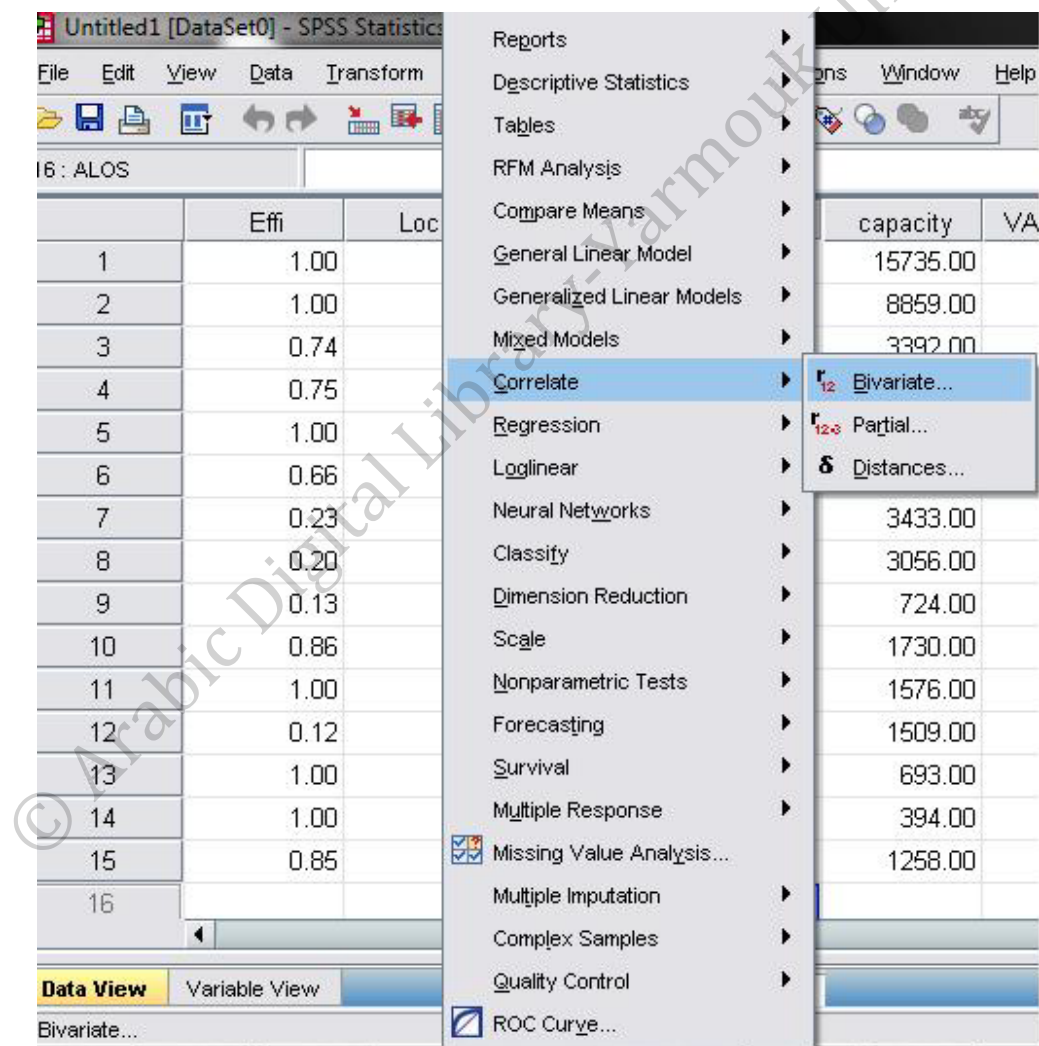 Untitled1 [DataSet0] - SPSS Statistics
File Edit View Data Transform Window Help
16 : ALOS
Effi Loc capacity VA
1 1.00 15735.00
2 1.00 8859.00
3 0.74 3392.00
4 0.75
5 1.00
6 0.66
7 0.23 3433.00
8 0.20 3056.00
9 0.13 724.00
10 0.86 1730.00
11 1.00 1576.00
12 0.12 1509.00
13 1.00 693.00
14 1.00 394.00
15 0.85 1258.00
16
Data View Variable View
Bivariate...
Reports
Descriptive Statistics
Tables
RFM Analysis
Compare Means
General Linear Model
Generalized Linear Models
Mixed Models
Correlate
Regression
Loglinear
Neural Networks
Classify
Dimension Reduction
Scale
Nonparametric Tests
Forecasting
Survival
Multiple Response
Missing Value Analysis...
Multiple Imputation
Complex Samples
Quality Control
ROC Curve...
r12 Bivariate...
r12•3 Partial...
δ Distances...
© Arabic Digital Library-Yarmouk